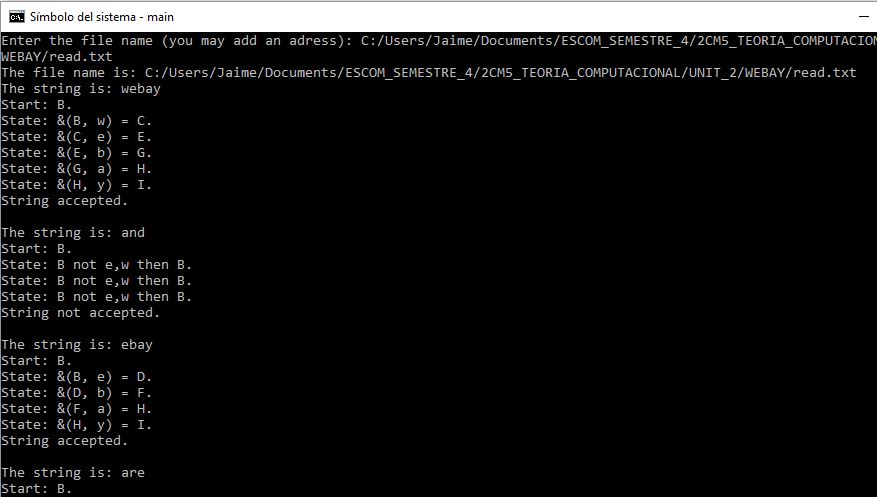 Símbolo del sistema - main
Enter the file name (you may add an adress): C:/Users/Jaime/Documents/ESCOM_SEMESTRE_4/2CM5_TEORIA_COMPUTACION
WEBAY/read.txt
The file name is: C:/Users/Jaime/Documents/ESCOM_SEMESTRE_4/2CM5_TEORIA_COMPUTACIONAL/UNIT_2/WEBAY/read.txt
The string is: webay
Start: B.
State: &(B, w) = C.
State: &(C, e) = E.
State: &(E, b) = G.
State: &(G, a) = H.
State: &(H, y) = I.
String accepted.
The string is: and
Start: B.
State: B not e,w then B.
State: B not e,w then B.
State: B not e,w then B.
String not accepted.
The string is: ebay
Start: B.
State: &(B, e) = D.
State: &(D, b) = F.
State: &(F, a) = H.
State: &(H, y) = I.
String accepted.
The string is: are
Start: B.